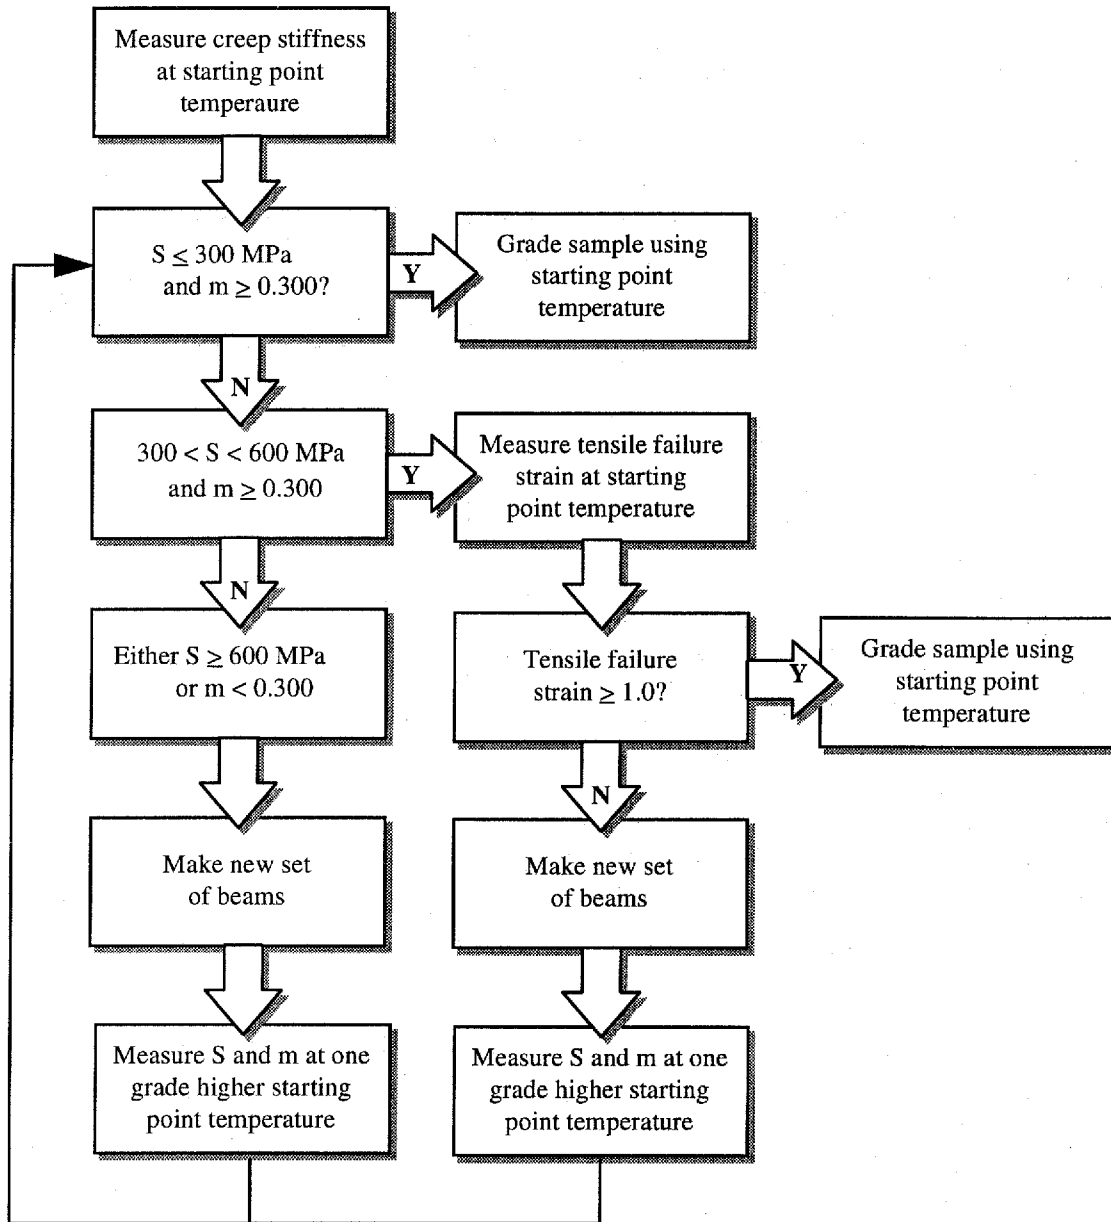 Measure creep stiffness
at starting point
temperaure
S ≤ 300 MPa
and m ≥ 0.300?
Y
Grade sample using
starting point
temperature
N
300 < S < 600 MPa
and m ≥ 0.300
Y
Measure tensile failure
strain at starting
point temperature
N
Either S ≥ 600 MPa
or m < 0.300
Tensile failure
strain ≥ 1.0?
Y
Grade sample using
starting point
temperature
N
Make new set
of beams
Make new set
of beams
Measure S and m at one
grade higher starting
point temperature
Measure S and m at one
grade higher starting
point temperature